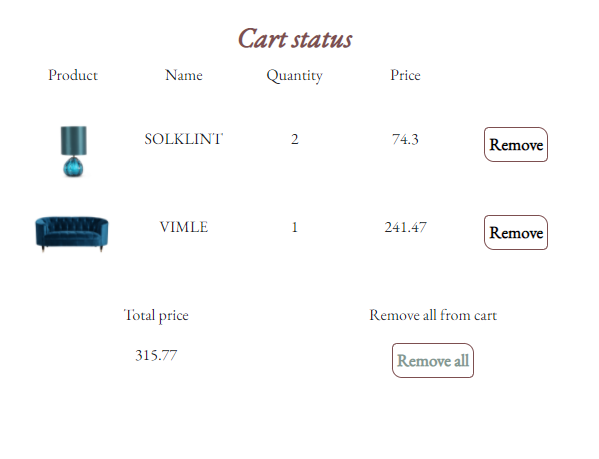 Cart status
Product Name Quantity Price
SOLKLINT 2 74.3 Remove
VIMLE 1 241.47 Remove
Total price Remove all from cart
315.77 Remove all